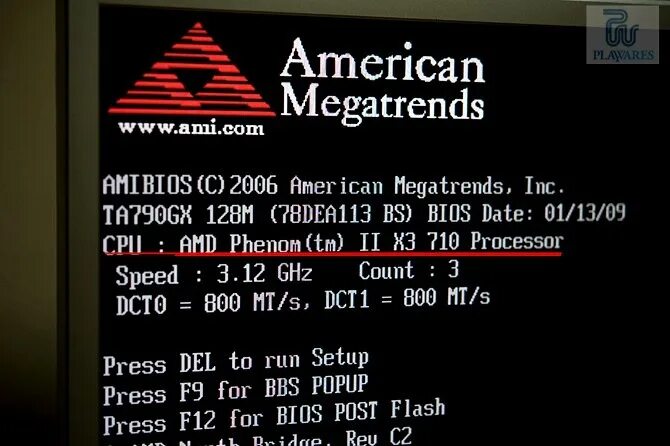 PLAYWARES
American
Megatrends
www.ami.com
AMIBIOS(C)2006 American Megatrends, Inc.
TA790GX 128M (78DEA113 BS) BIOS Date: 01/13/09
CPU : AMD Phenom(tm) II X3 710 Processor
Speed : 3.12 GHz Count : 3
DCT0 = 800 MT/s, DCT1 = 800 MT/s
Press DEL to run Setup
Press F9 for BBS POPUP
Press F12 for BIOS POST Flash
AMD North Bridge, Rev C2